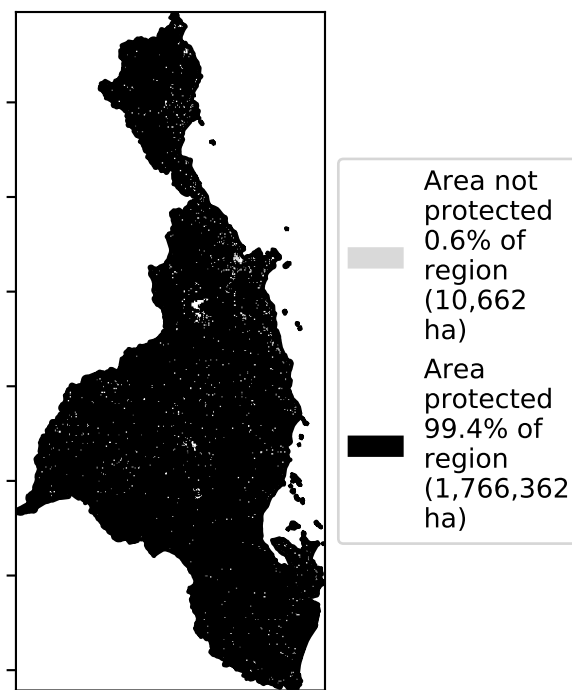 Area not
protected
0.6% of
region
(10,662
ha)
Area
protected
99.4% of
region
(1,766,362
ha)